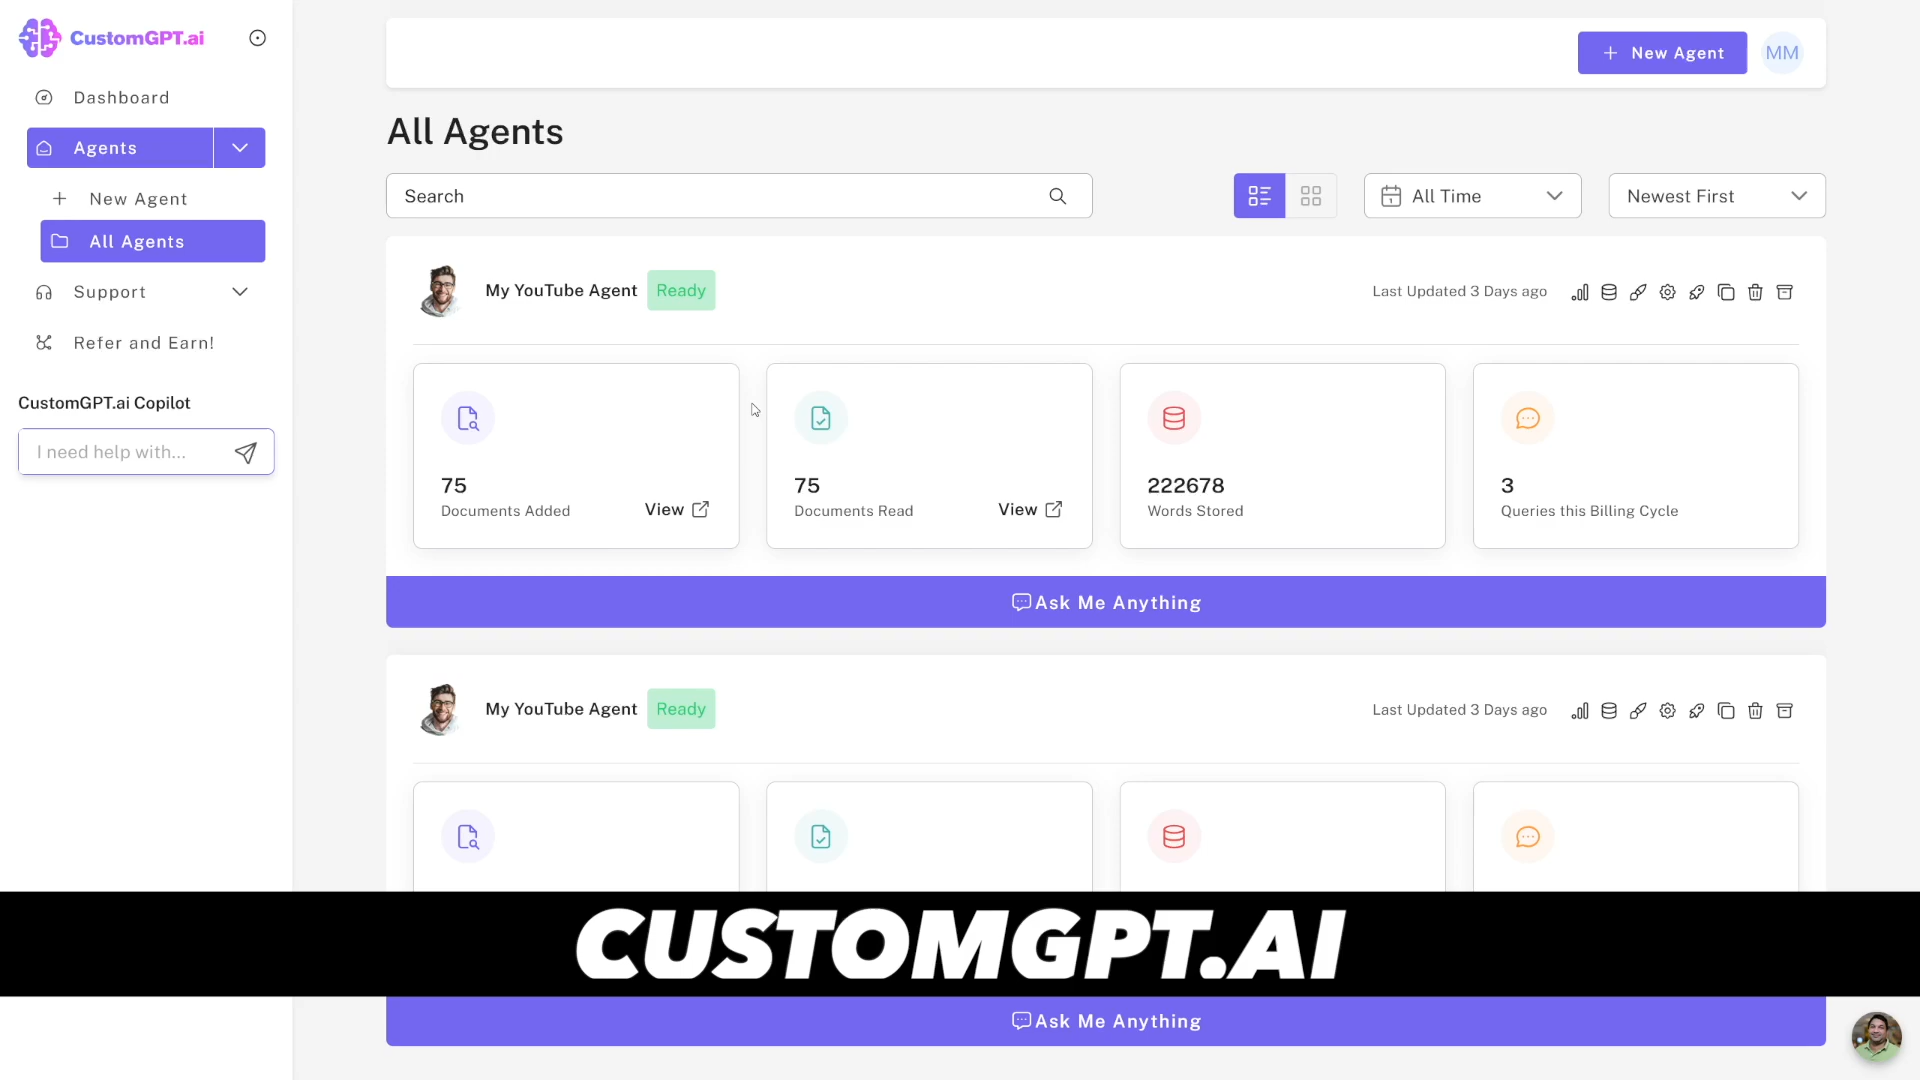 CustomGPT.ai
Dashboard
Agents
New Agent
All Agents
Support
Refer and Earn!
CustomGPT.ai Copilot
I need help with...
New Agent
MM
All Agents
Search
1
All Time
Newest First
My YouTube Agent
Ready
Last Updated 3 Days ago
75
Documents Added
View
75
Documents Read
View
222678
Words Stored
3
Queries this Billing Cycle
Ask Me Anything
My YouTube Agent
Ready
Last Updated 3 Days ago
CUSTOMGPT.AI
Ask Me Anything